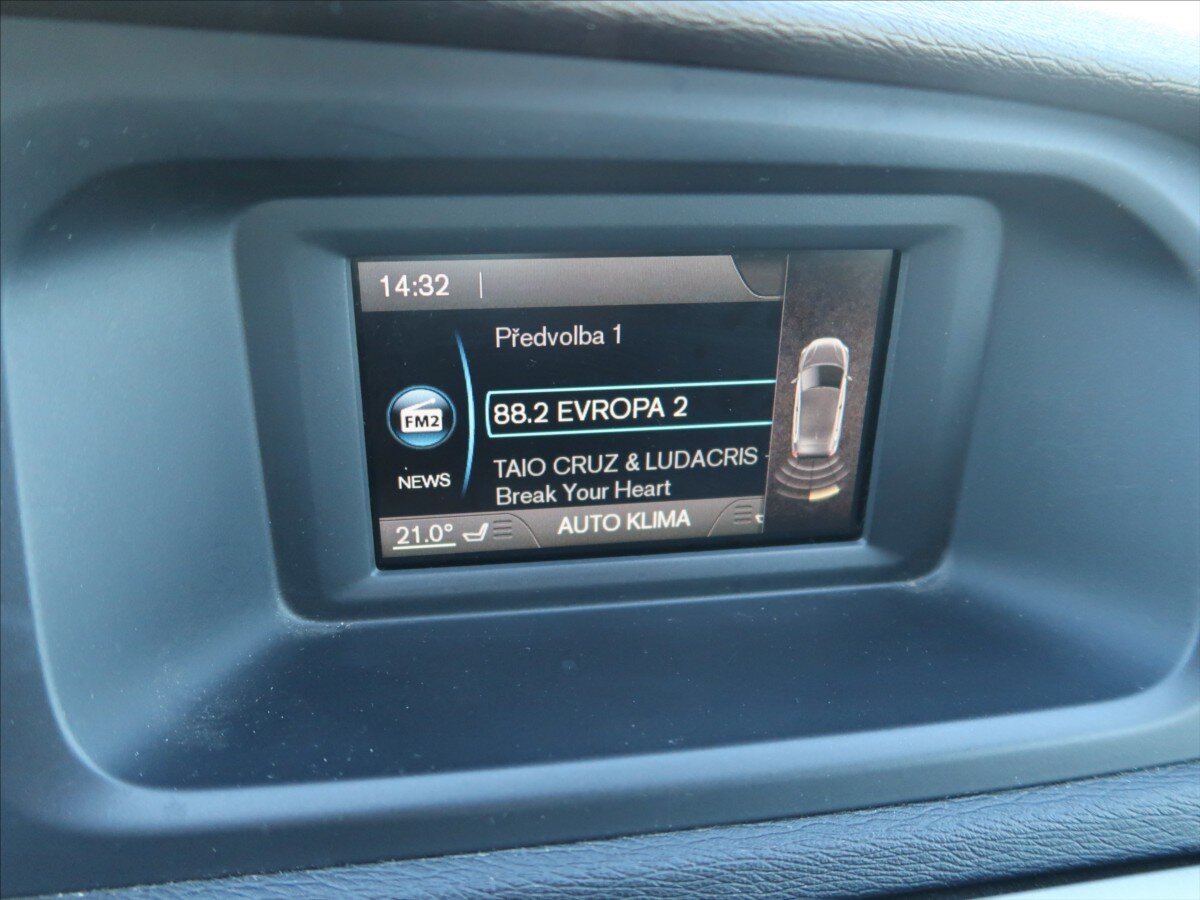 14:32
Předvolba 1
FM2
88.2 EVROPA 2
NEWS
TAIO CRUZ & LUDACRIS -
Break Your Heart
21.0°
AUTO KLIMA